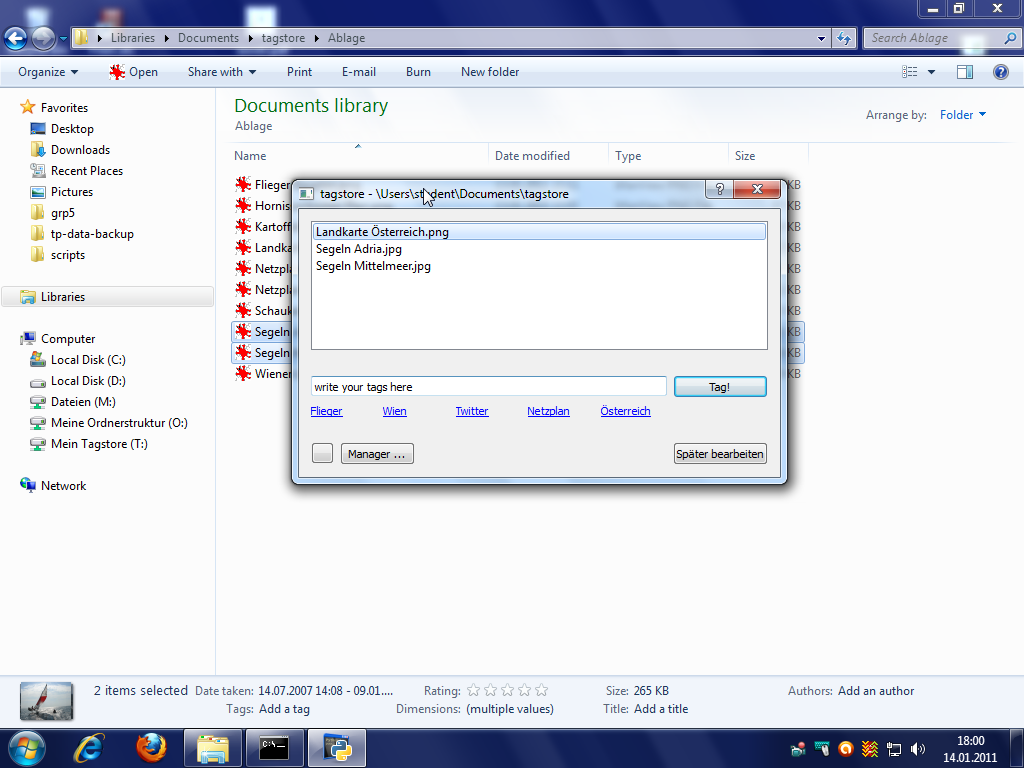 Libraries Documents tagstore Ablage
Search Ablage
Organize Open Share with Print E-mail Burn New folder
Favorites
Desktop
Downloads
Recent Places
Pictures
grp5
tp-data-backup
scripts
Libraries
Computer
Local Disk (C:)
Local Disk (D:)
Dateien (M:)
Meine Ordnerstruktur (O:)
Mein Tagstore (T:)
Network
Documents library
Ablage
Arrange by: Folder
Name Date modified Type Size
Flieger
Hornis
Kartoff
Landka
Netzpl
Netzpl
Schauk
Segeln
Segeln
Wiener
KB
KB
KB
KB
KB
KB
KB
KB
KB
KB
tagstore - \Users\student\Documents\tagstore
Landkarte Österreich.png
Segeln Adria.jpg
Segeln Mittelmeer.jpg
write your tags here Tag!
Flieger Wien Twitter Netzplan Österreich
Manager ... Später bearbeiten
2 items selected Date taken: 14.07.2007 14:08 - 09.01.... Rating: Size: 265 KB Authors: Add an author
Tags: Add a tag Dimensions: (multiple values) Title: Add a title
C:\
18:00
14.01.2011